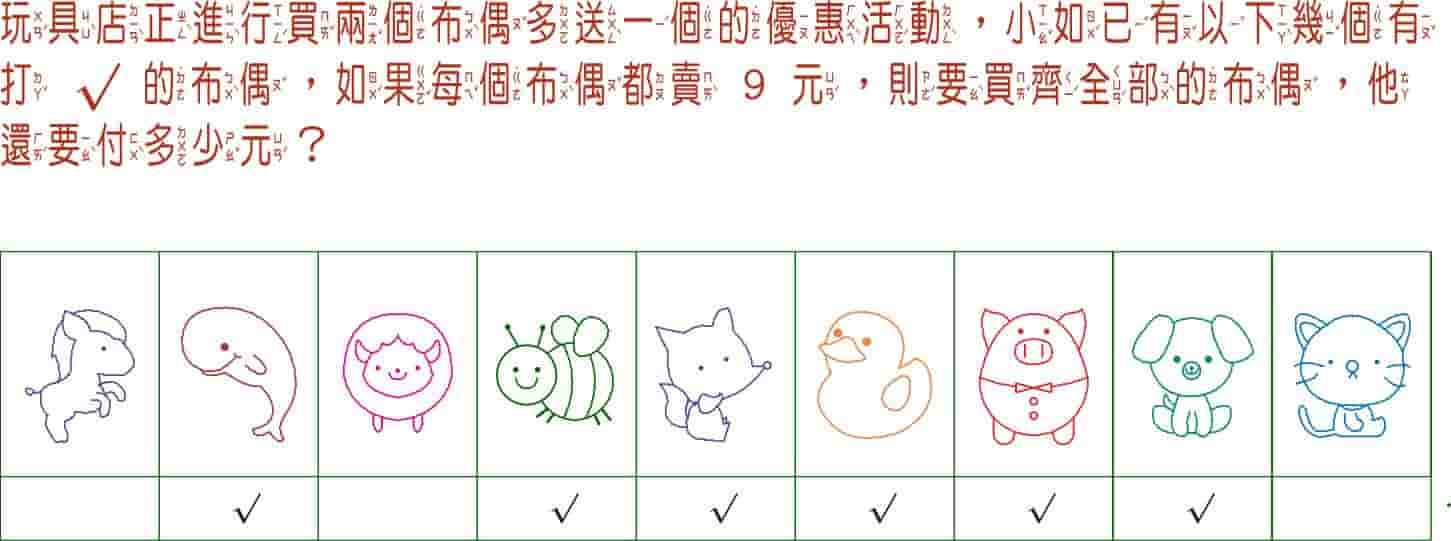 玩具店正進行買兩個布偶多送一個的優惠活動，小如已有以下幾個有
打 √ 的布偶，如果每個布偶都賣 9 元，則要買齊全部的布偶，他
還要付多少元？
√ √ √ √ √ √